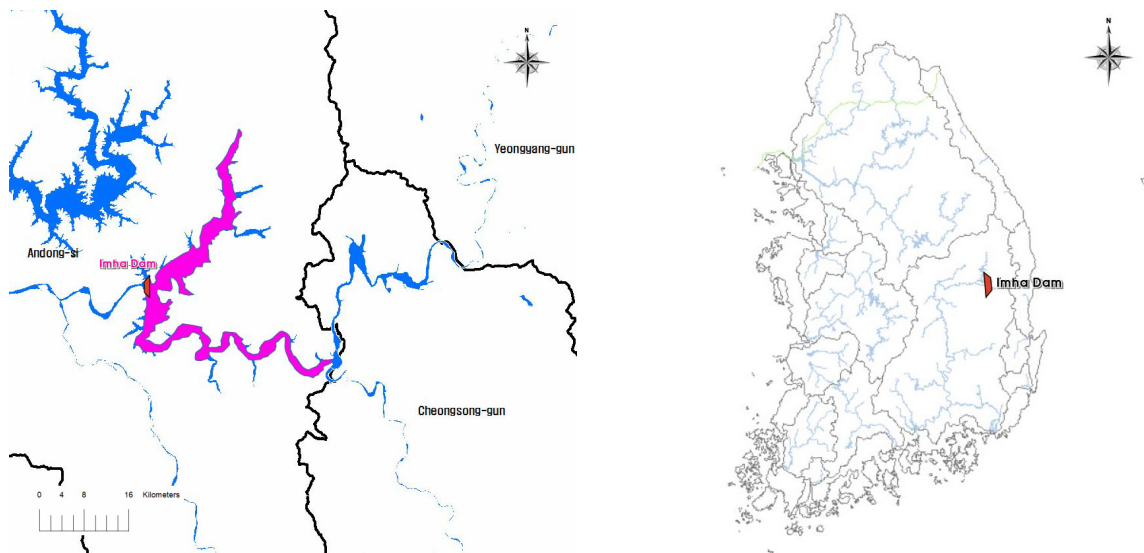 N
Yeongyang-gun
Andong-si
Imha Dam
Cheongsong-gun
0 4 8 16 Kilometers
N
Imha Dam